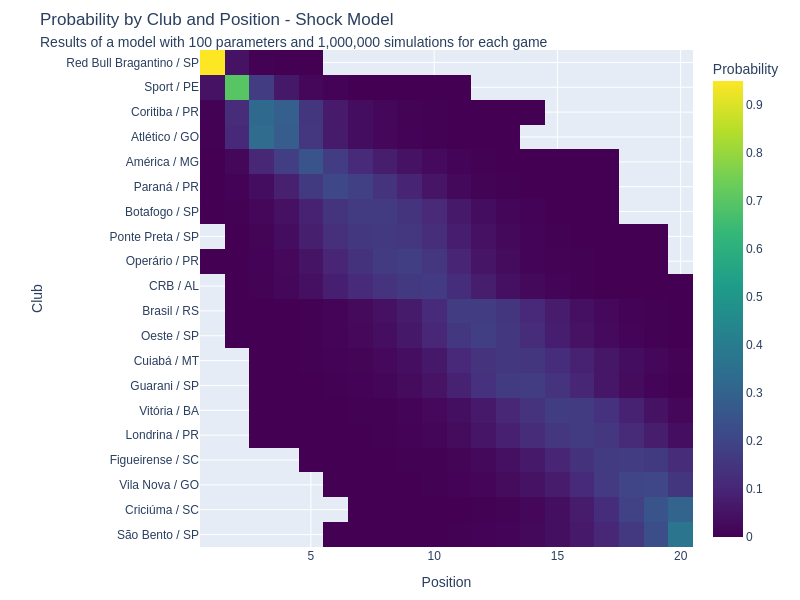 Probability by Club and Position - Shock Model
Results of a model with 100 parameters and 1,000,000 simulations for each game
Probability
Red Bull Bragantino / SP
Sport / PE
Coritiba / PR
Atlético / GO
América / MG
Paraná / PR
Botafogo / SP
Ponte Preta / SP
Operário / PR
CRB / AL
Brasil / RS
Oeste / SP
Cuiabá / MT
Guarani / SP
Vitória / BA
Londrina / PR
Figueirense / SC
Vila Nova / GO
Criciúma / SC
São Bento / SP
Club
5
10
15
20
Position
0.9
0.8
0.7
0.6
0.5
0.4
0.3
0.2
0.1
0